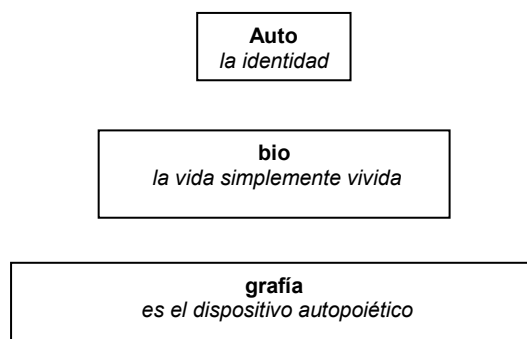 Auto
la identidad
bio
la vida simplemente vivida
grafía
es el dispositivo autopoiético